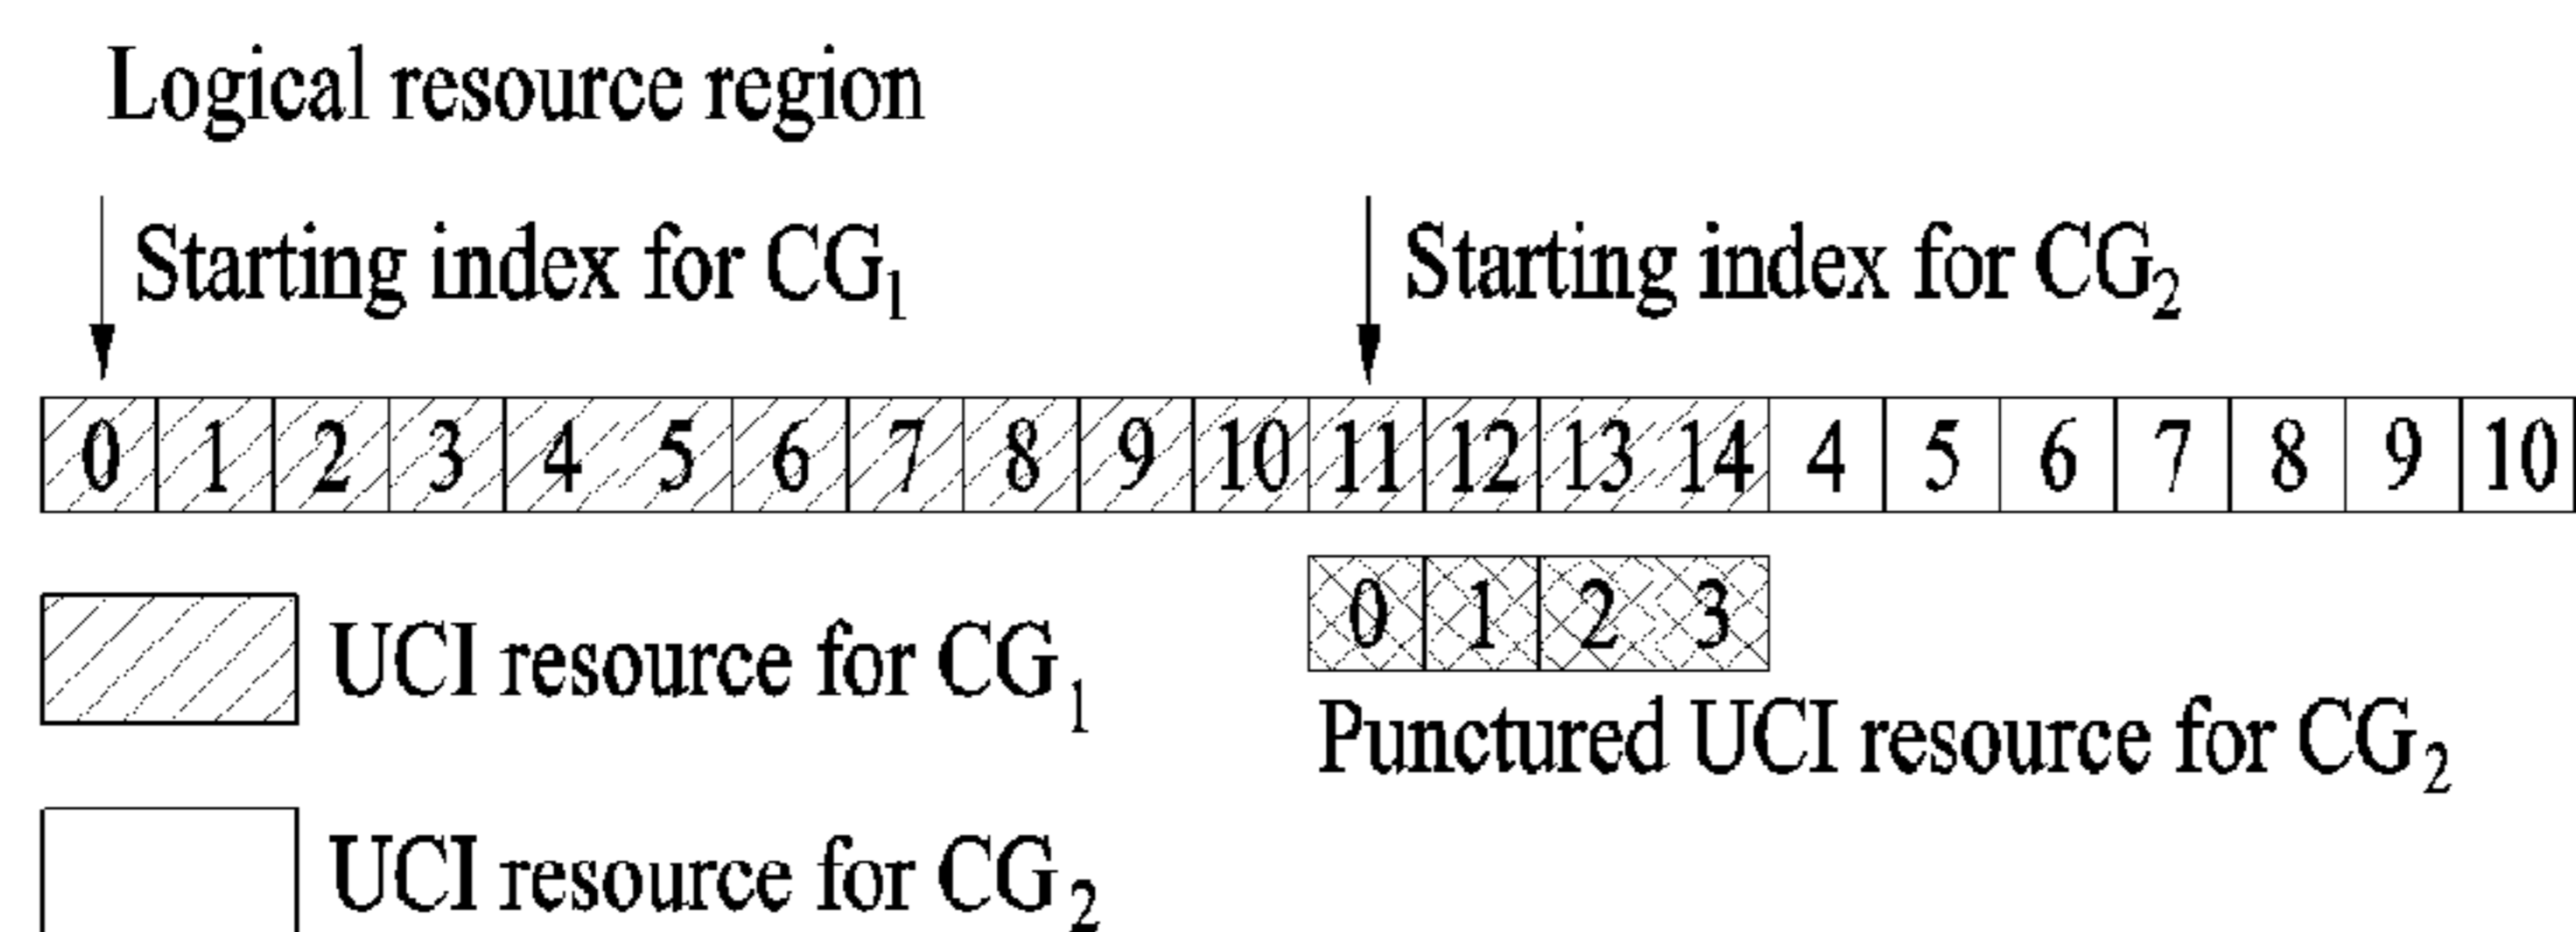 Logical resource region
Starting index for CG1 Starting index for CG2
0 1 2 3 4 5 6 7 8 9 10 11 12 13 14 4 5 6 7 8 9 10
0 1 2 3
UCI resource for CG1
Punctured UCI resource for CG2
UCI resource for CG2